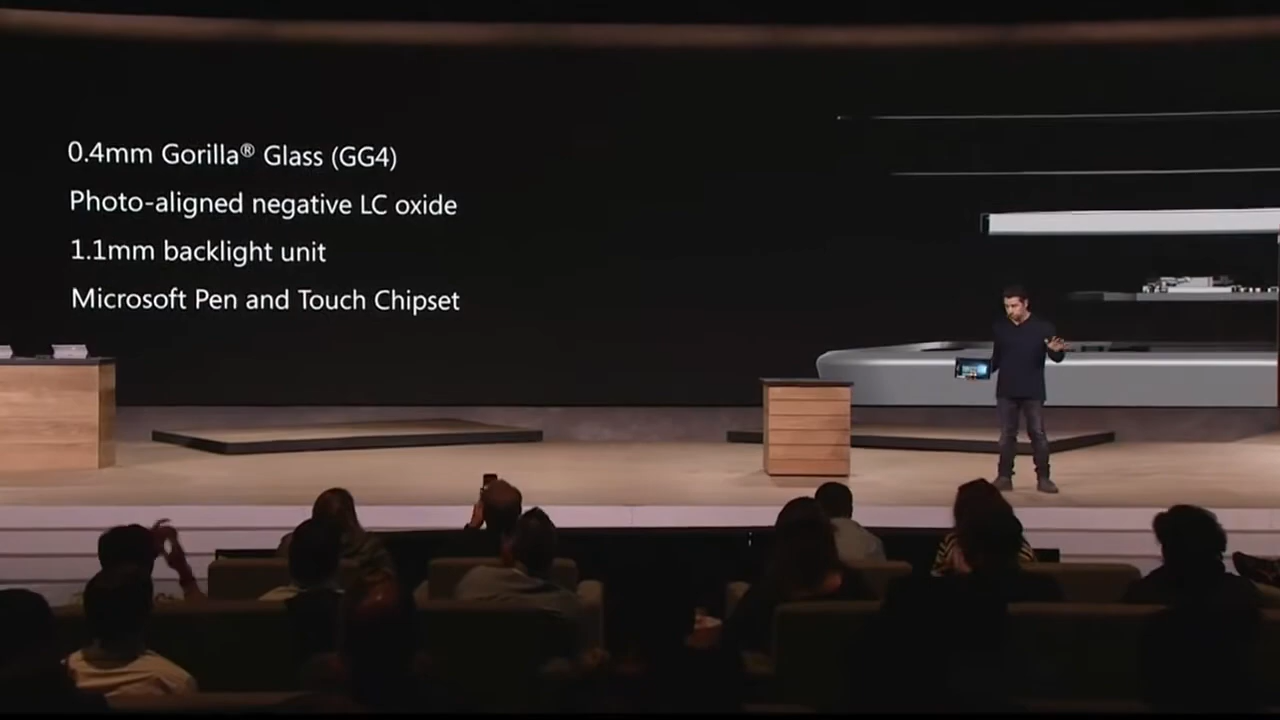 0.4mm Gorilla® Glass (GG4)
Photo-aligned negative LC oxide
1.1mm backlight unit
Microsoft Pen and Touch Chipset